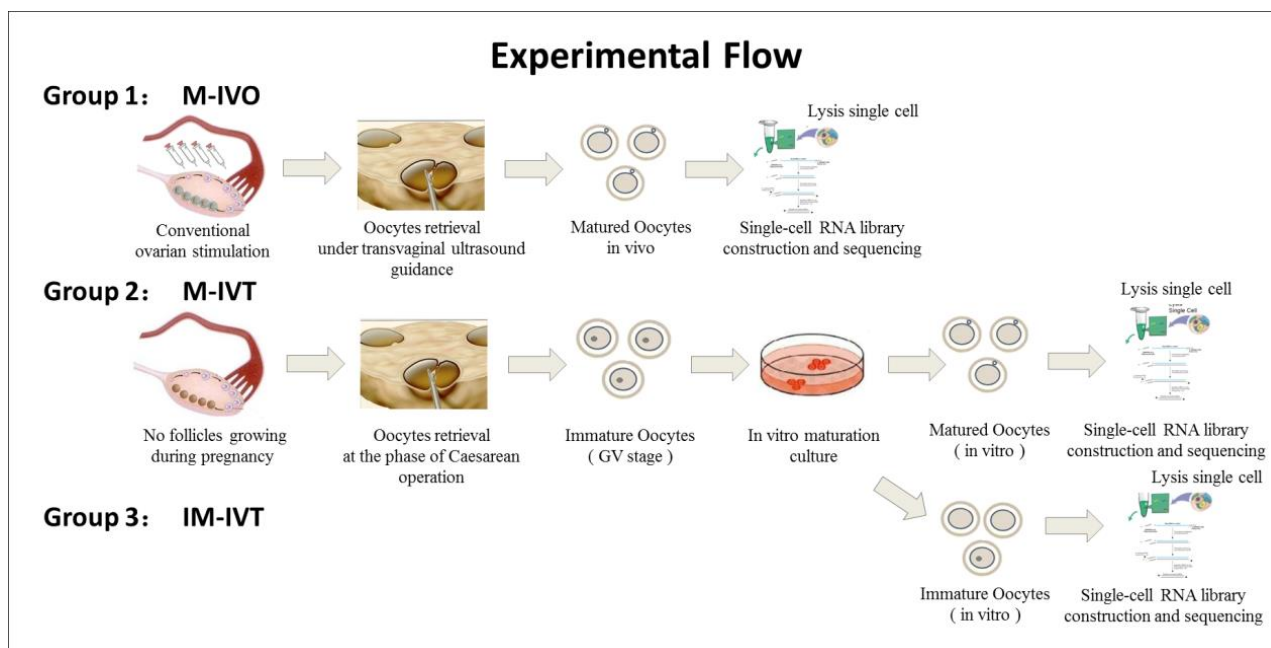 Experimental Flow
Group 1： M-IVO
Lysis single cell
Conventional
ovarian stimulation
Oocytes retrieval
under transvaginal ultrasound
guidance
Matured Oocytes
in vivo
Single-cell RNA library
construction and sequencing
Group 2： M-IVT
Lysis single cell
Single Cell
No follicles growing
during pregnancy
Oocytes retrieval
at the phase of Caesarean
operation
Immature Oocytes
( GV stage )
In vitro maturation
culture
Matured Oocytes
( in vitro )
Single-cell RNA library
construction and sequencing
Group 3： IM-IVT
Lysis single cell
Immature Oocytes
( in vitro )
Single-cell RNA library
construction and sequencing